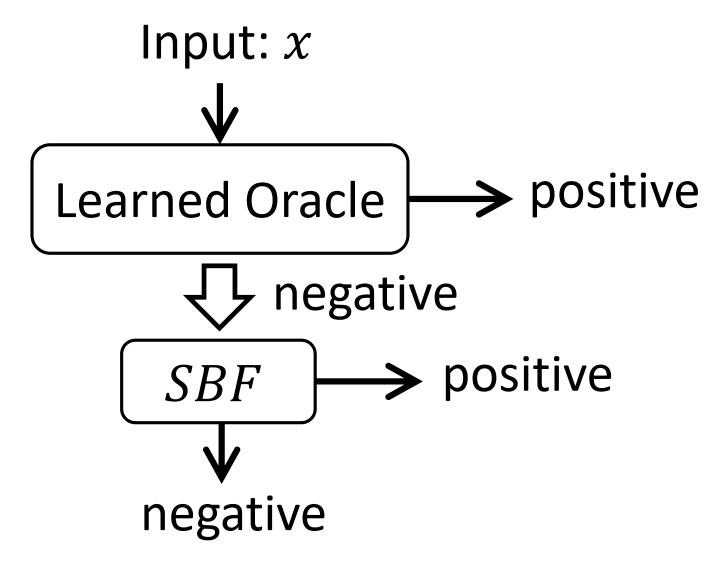 Input: x
Learned Oracle
positive
negative
SBF
positive
negative